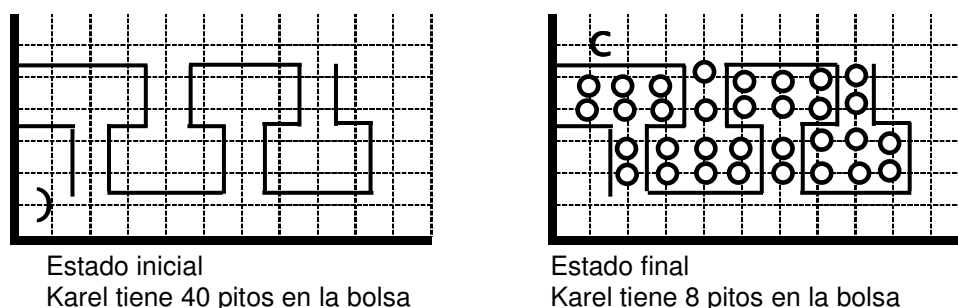 Estado inicial
Karel tiene 40 pitos en la bolsa
Estado final
Karel tiene 8 pitos en la bolsa